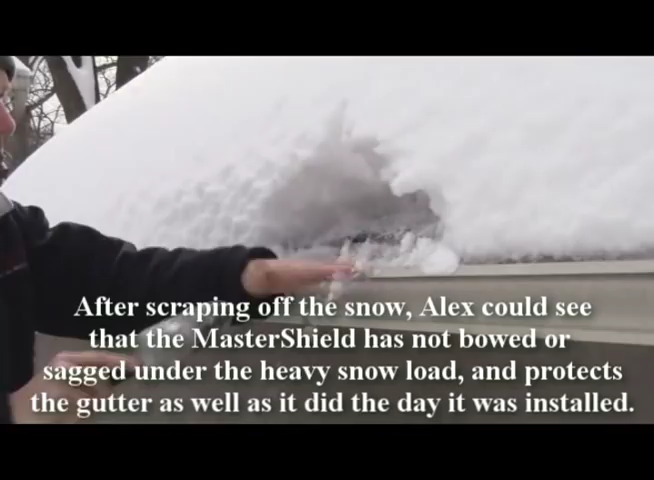 After scraping off the snow, Alex could see
that the MasterShield has not bowed or
sagged under the heavy snow load, and protects
the gutter as well as it did the day it was installed.